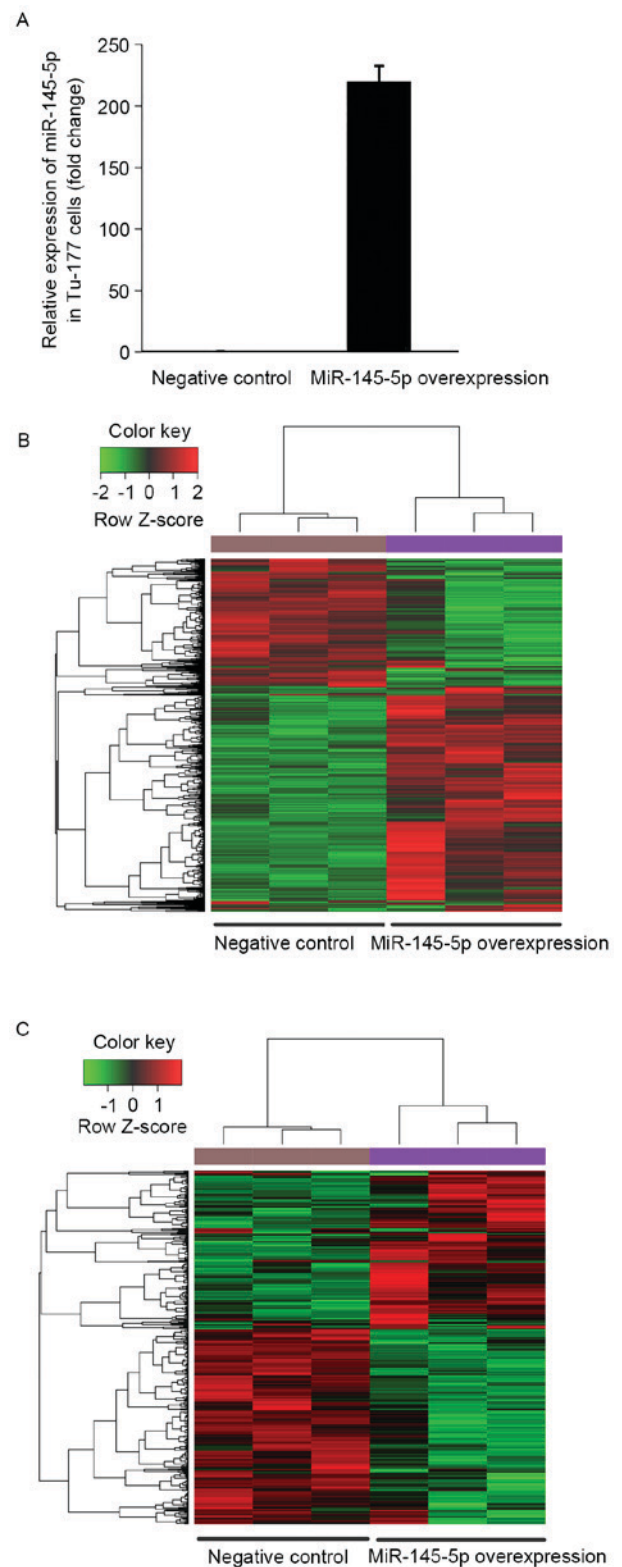 A
Relative expression of miR-145-5p
in Tu-177 cells (fold change)
250
200
150
100
50
0
Negative control
MiR-145-5p overexpression
B
Color key
-2 -1 0 1 2
Row Z-score
Negative control
MiR-145-5p overexpression
C
Color key
-1 0 1
Row Z-score
Negative control
MiR-145-5p overexpression